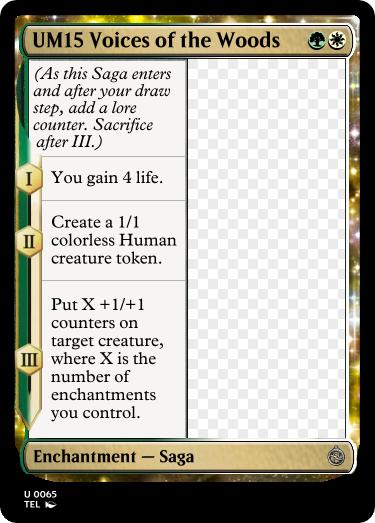 UM15 Voices of the Woods
(As this Saga enters
and after your draw
step, add a lore
counter. Sacrifice
after III.)
I
You gain 4 life.
II
Create a 1/1
colorless Human
creature token.
III
Put X +1/+1
counters on
target creature,
where X is the
number of
enchantments
you control.
Enchantment — Saga
U 0065
TEL